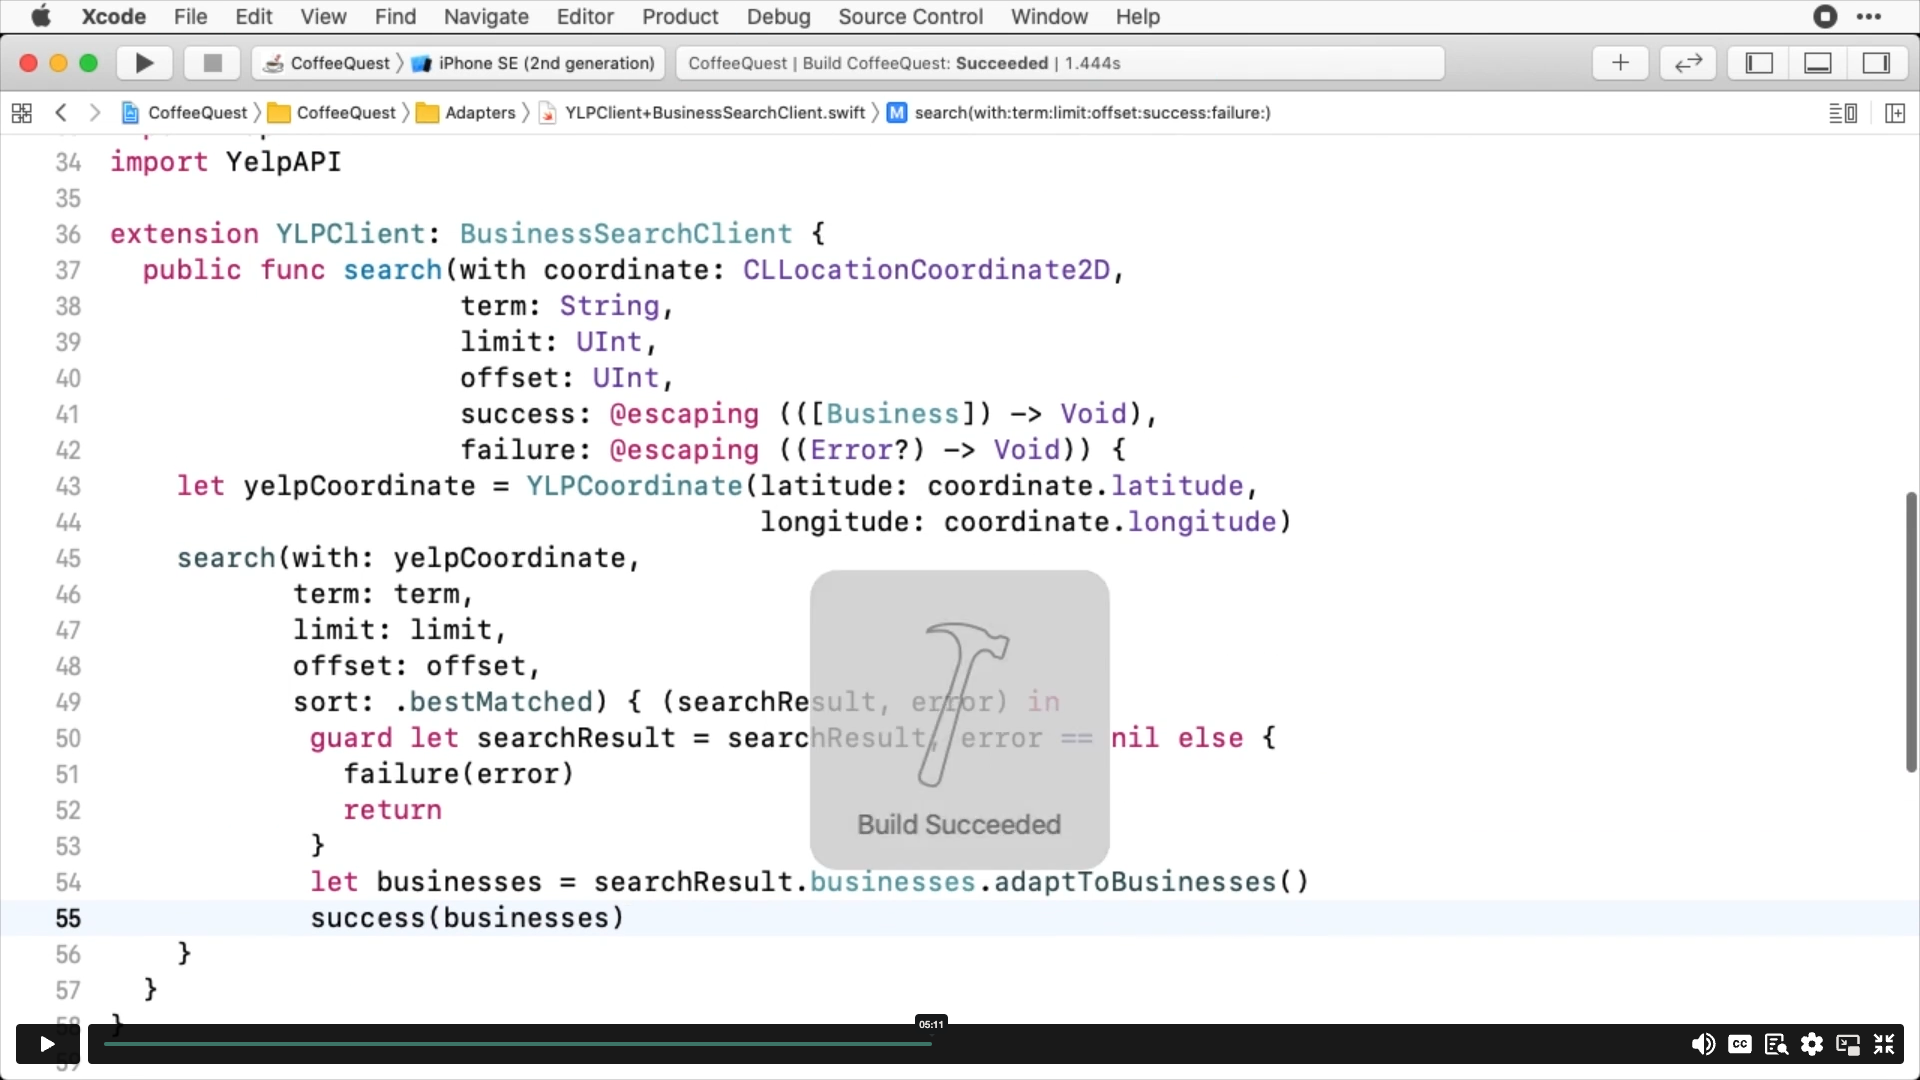 Xcode File Edit View Find Navigate Editor Product Debug Source Control Window Help
CoffeeQuest iPhone SE (2nd generation) CoffeeQuest | Build CoffeeQuest: Succeeded | 1.444s
CoffeeQuest CoffeeQuest Adapters YLPClient+BusinessSearchClient.swift M search(with:term:limit:offset:success:failure:)
34 import YelpAPI
35
36 extension YLPClient: BusinessSearchClient {
37 public func search(with coordinate: CLLocationCoordinate2D,
38 term: String,
39 limit: UInt,
40 offset: UInt,
41 success: @escaping (([Business]) -> Void),
42 failure: @escaping ((Error?) -> Void)) {
43 let yelpCoordinate = YLPCoordinate(latitude: coordinate.latitude,
44 longitude: coordinate.longitude)
45 search(with: yelpCoordinate,
46 term: term,
47 limit: limit,
48 offset: offset,
49 sort: .bestMatched) { (searchResult, error) in
50 guard let searchResult = searchResult, error == nil else {
51 failure(error)
52 return
53 }
54 let businesses = searchResult.businesses.adaptToBusinesses()
55 success(businesses)
56 }
57 }
58 }
59
Build Succeeded
05:11
CC